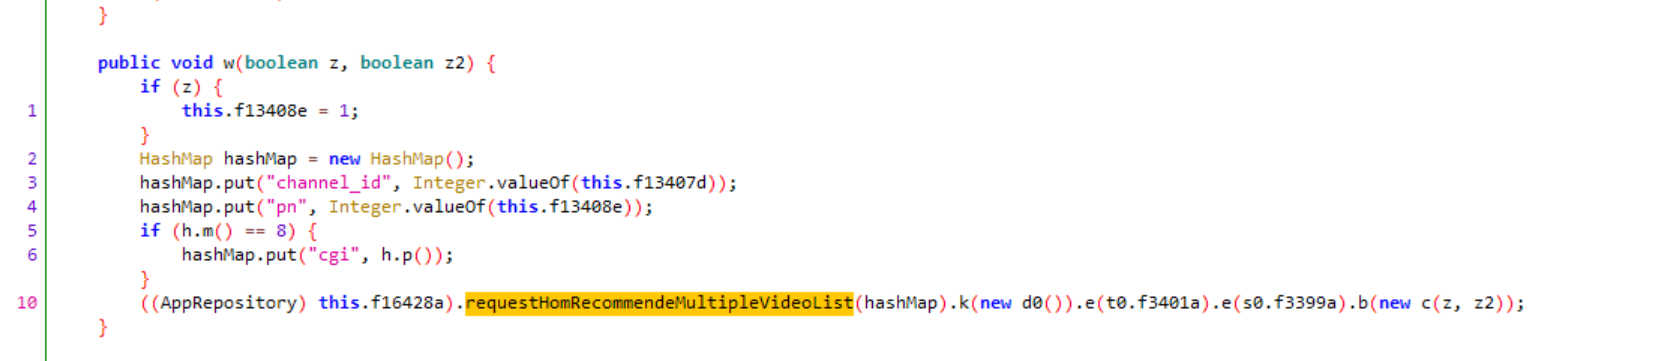 }
public void w(boolean z, boolean z2) {
if (z) {
1 this.f13408e = 1;
}
2 HashMap hashMap = new HashMap();
3 hashMap.put("channel_id", Integer.valueOf(this.f13407d));
4 hashMap.put("pn", Integer.valueOf(this.f13408e));
5 if (h.m() == 8) {
6 hashMap.put("cgi", h.p());
}
10 ((AppRepository) this.f16428a).requestHomRecommendeMultipleVideoList(hashMap).k(new d0()).e(t0.f3401a).e(s0.f3399a).b(new c(z, z2));
}